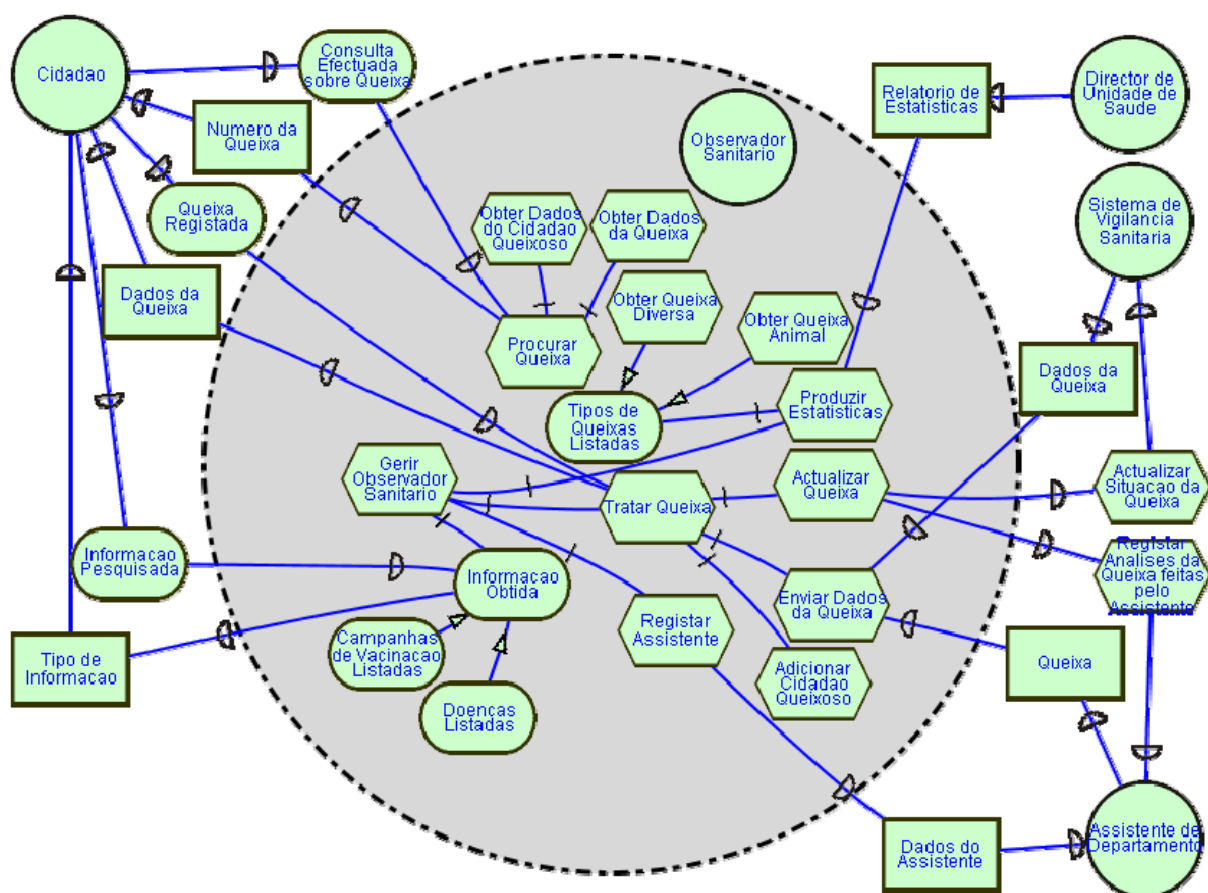 Cidadao
Consulta
Efectuada
sobre Queixa
Numero da
Queixa
Queixa
Registada
Dados da
Queixa
Relatorio de
Estatisticas
Director de
Unidade de
Saude
Observador
Sanitario
Sistema de
Vigilancia
Sanitaria
Obter Dados
do Cidadao
Queixoso
Obter Dados
da Queixa
Obter Queixa
Diversa
Obter Queixa
Animal
Procurar
Queixa
Dados da
Queixa
Tipos de
Queixas
Listadas
Produzir
Estatisticas
Gerir
Observador
Sanitario
Tratar Queixa
Actualizar
Queixa
Actualizar
Situacao da
Queixa
Registar
Analises da
Queixa feitas
pelo
Assistente
Informacao
Pesquisada
Informacao
Obtida
Enviar Dados
da Queixa
Registar
Assistente
Campanhas
de Vacinacao
Listadas
Tipo de
Informacao
Queixa
Adicionar
Cidadao
Queixoso
Doencas
Listadas
Dados do
Assistente
Assistente de
Departamento